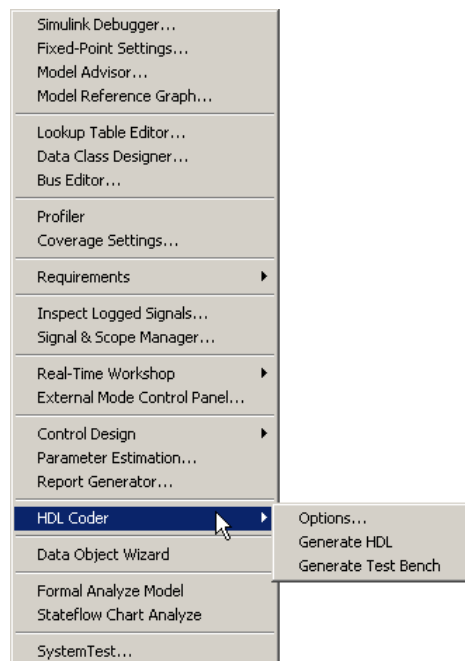 Simulink Debugger...
Fixed-Point Settings...
Model Advisor...
Model Reference Graph...
Lookup Table Editor...
Data Class Designer...
Bus Editor...
Profiler
Coverage Settings...
Requirements
Inspect Logged Signals...
Signal & Scope Manager...
Real-Time Workshop
External Mode Control Panel...
Control Design
Parameter Estimation...
Report Generator...
HDL Coder
Options...
Generate HDL
Generate Test Bench
Data Object Wizard
Formal Analyze Model
Stateflow Chart Analyze
SystemTest...